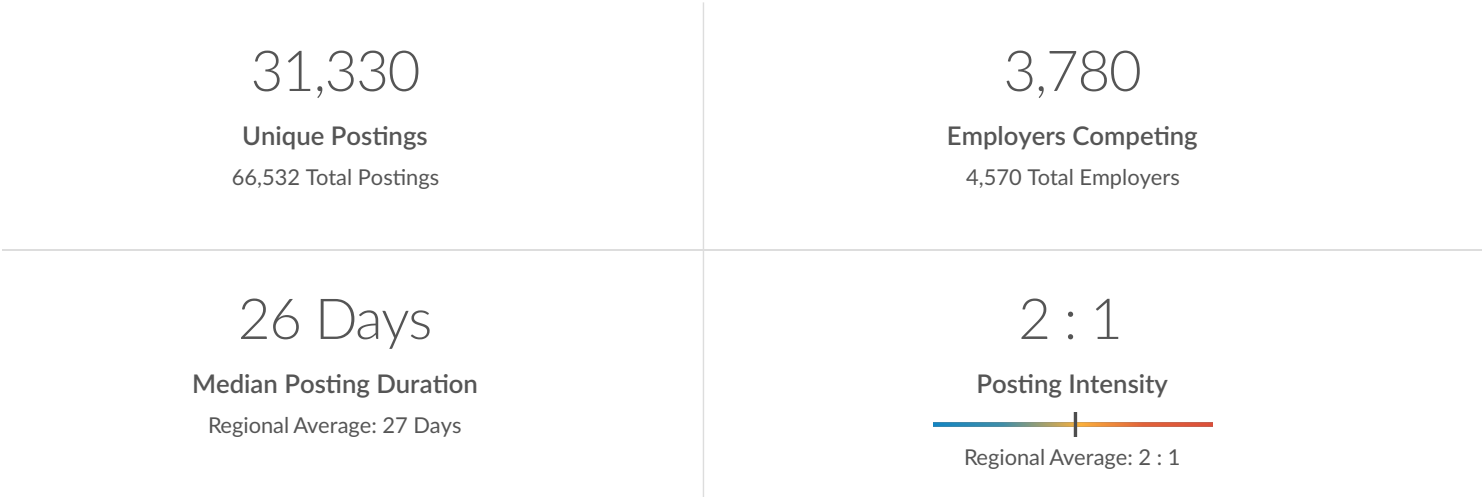 31,330
Unique Postings
66,532 Total Postings
3,780
Employers Competing
4,570 Total Employers
26 Days
Median Posting Duration
Regional Average: 27 Days
2 : 1
Posting Intensity
Regional Average: 2 : 1